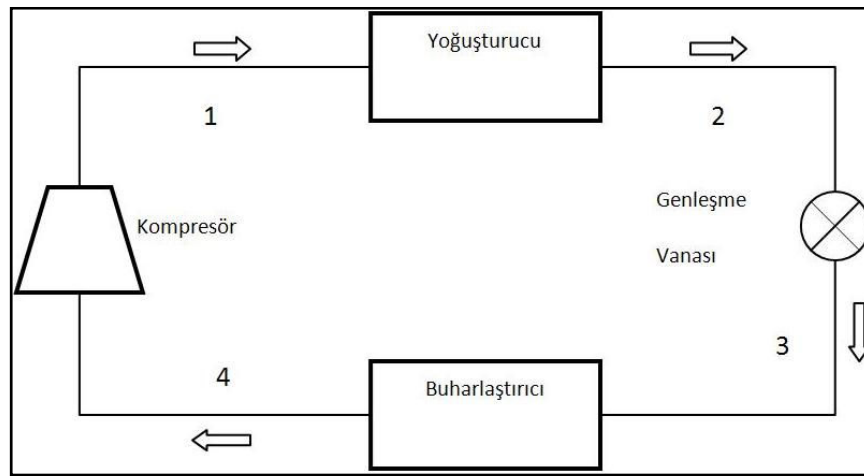 Yoğuşturucu
1
2
Kompresör
Genleşme
Vanası
3
4
Buharlaştırıcı